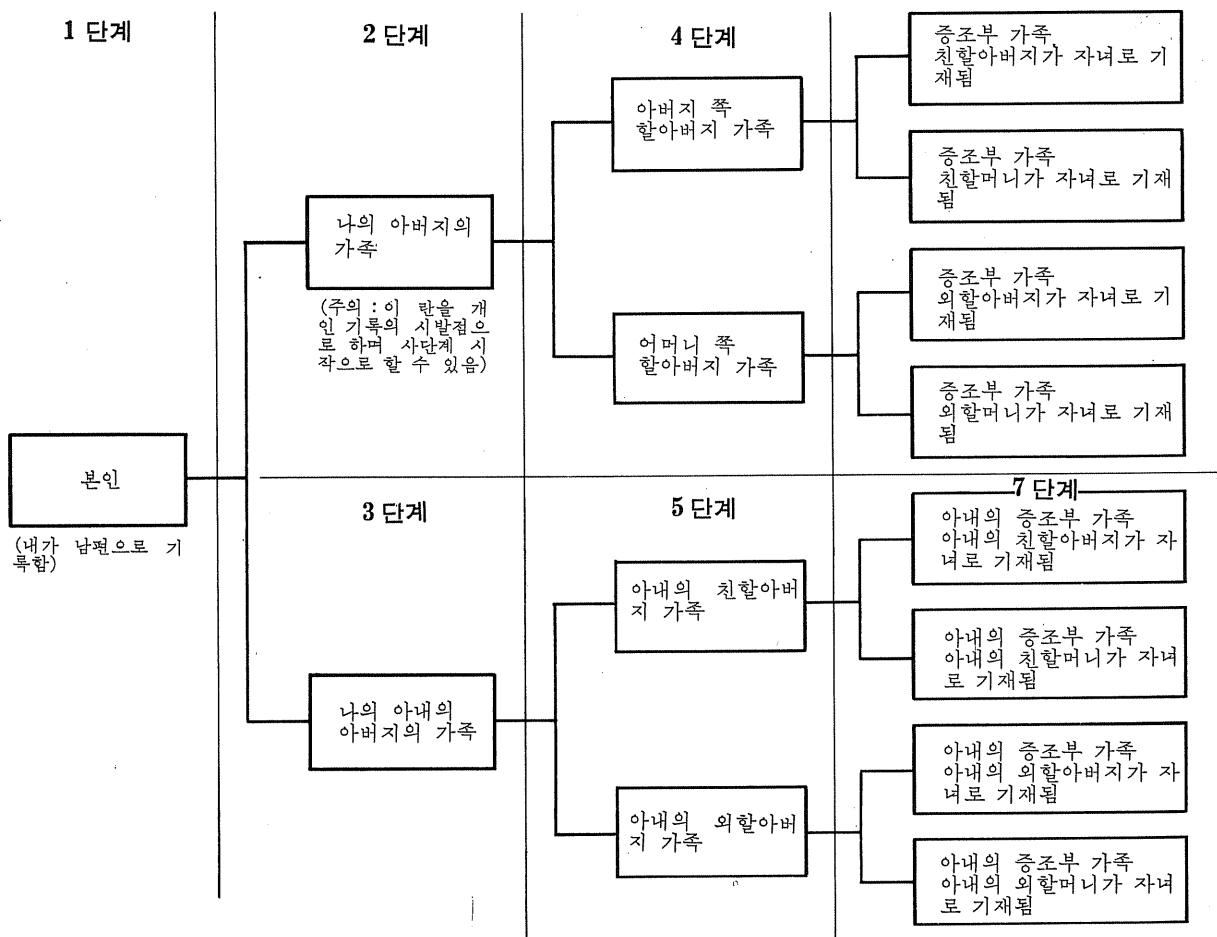 1 단계
본인
(내가 남편으로 기
록함)
2 단계
나의 아버지의
가족
(주의 : 이 란을 개
인 기록의 시발점으
로 하며 사단계 시
작으로 할 수 있음)
3 단계
나의 아내의
아버지의 가족
4 단계
아버지 쪽
할아버지 가족
어머니 쪽
할아버지 가족
5 단계
아내의 친할아버
지 가족
아내의 외할아버
지 가족
증조부 가족,
친할아버지가 자녀로 기
재됨
증조부 가족
친할머니가 자녀로 기재
됨
증조부 가족
외할아버지가 자녀로 기
재됨
증조부 가족
외할머니가 자녀로 기재
됨
7 단계
아내의 증조부 가족
아내의 친할아버지가 자
녀로 기재됨
아내의 증조부 가족
아내의 친할머니가 자녀
로 기재됨
아내의 증조부 가족
아내의 외할아버지가 자
녀로 기재됨
아내의 증조부 가족
아내의 외할머니가 자녀
로 기재됨